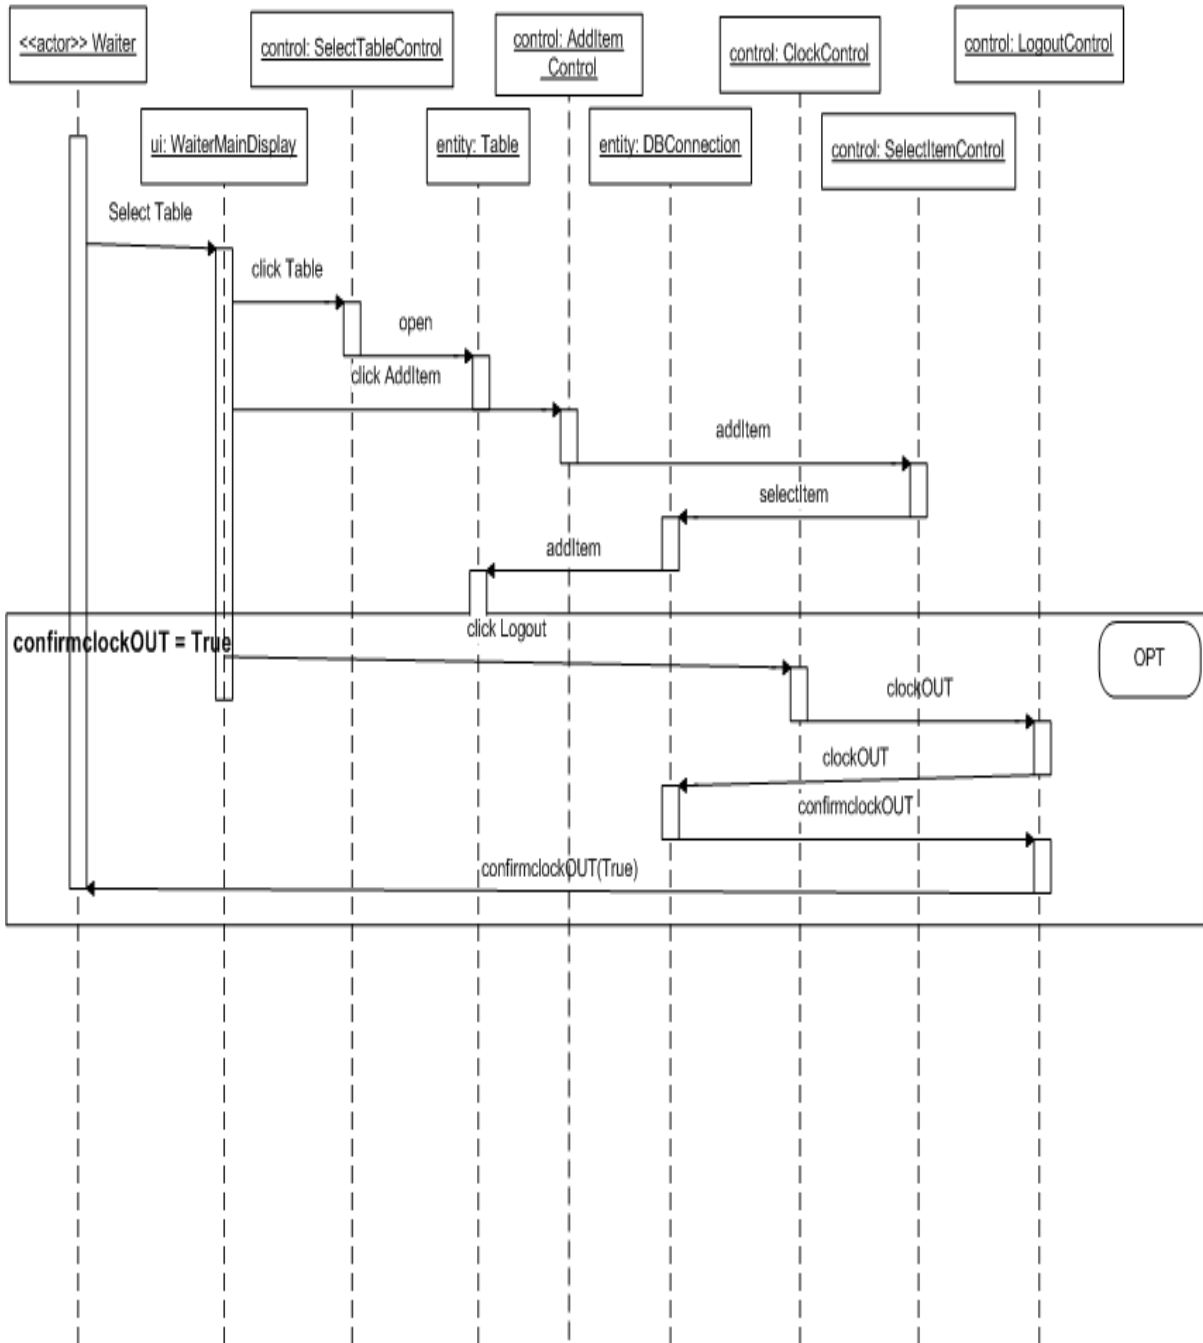 <<actor>> Waiter
control: SelectTableControl
control: AddItem
Control
control: ClockControl
control: LogoutControl
ui: WaiterMainDisplay
entity: Table
entity: DBConnection
control: SelectItemControl
Select Table
click Table
open
click AddItem
addItem
selectItem
addItem
confirmclockOUT = True
click Logout
OPT
clockOUT
clockOUT
confirmclockOUT
confirmclockOUT(True)